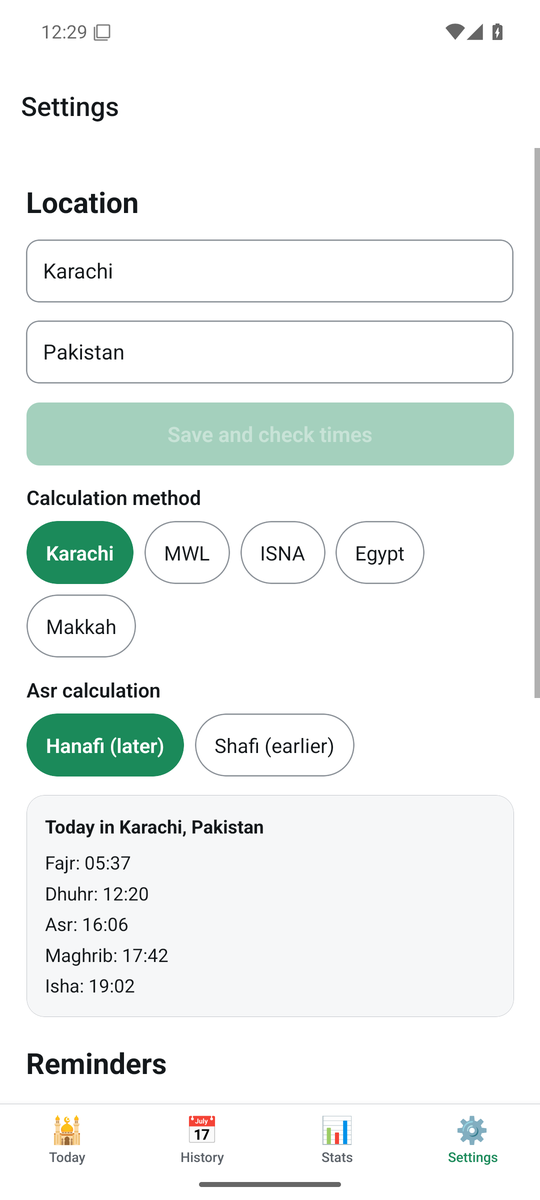 12:29
Settings
Location
Karachi
Pakistan
Save and check times
Calculation method
Karachi MWL ISNA Egypt
Makkah
Asr calculation
Hanafi (later) Shafi (earlier)
Today in Karachi, Pakistan
Fajr: 05:37
Dhuhr: 12:20
Asr: 16:06
Maghrib: 17:42
Isha: 19:02
Reminders
July
17
Today History Stats Settings